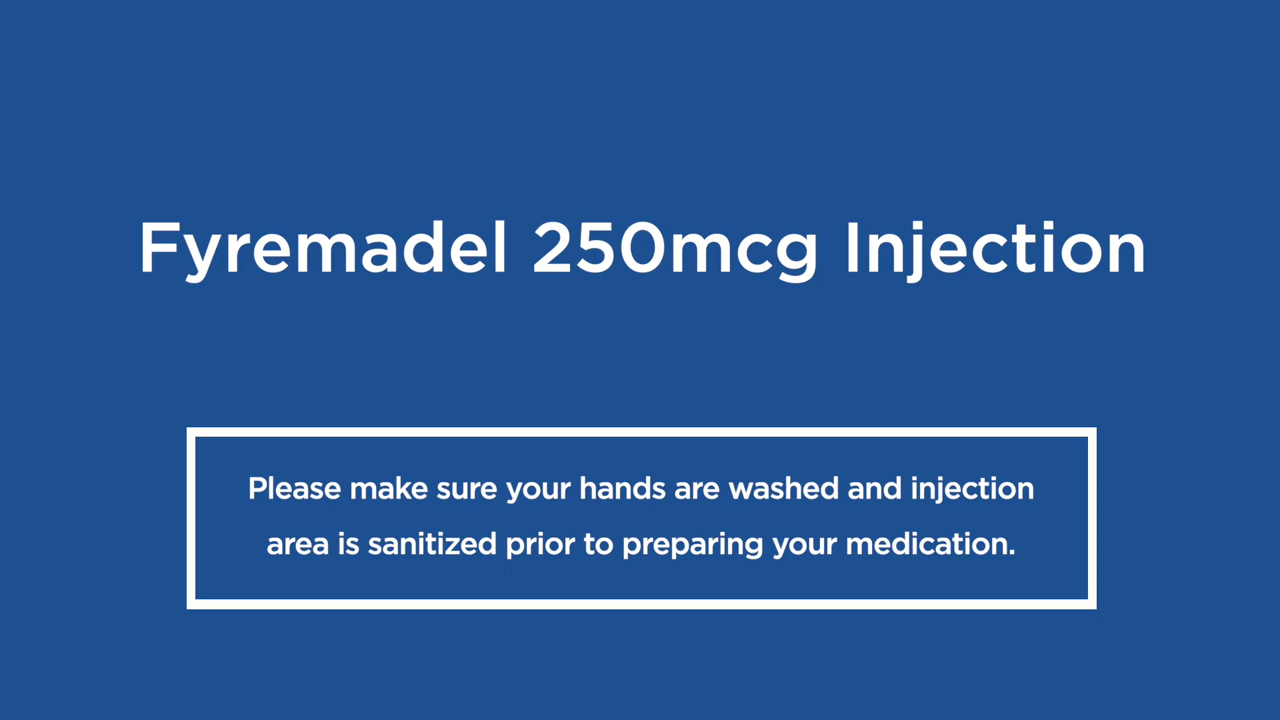 Fyremadel 250mcg Injection
Please make sure your hands are washed and injection
area is sanitized prior to preparing your medication.